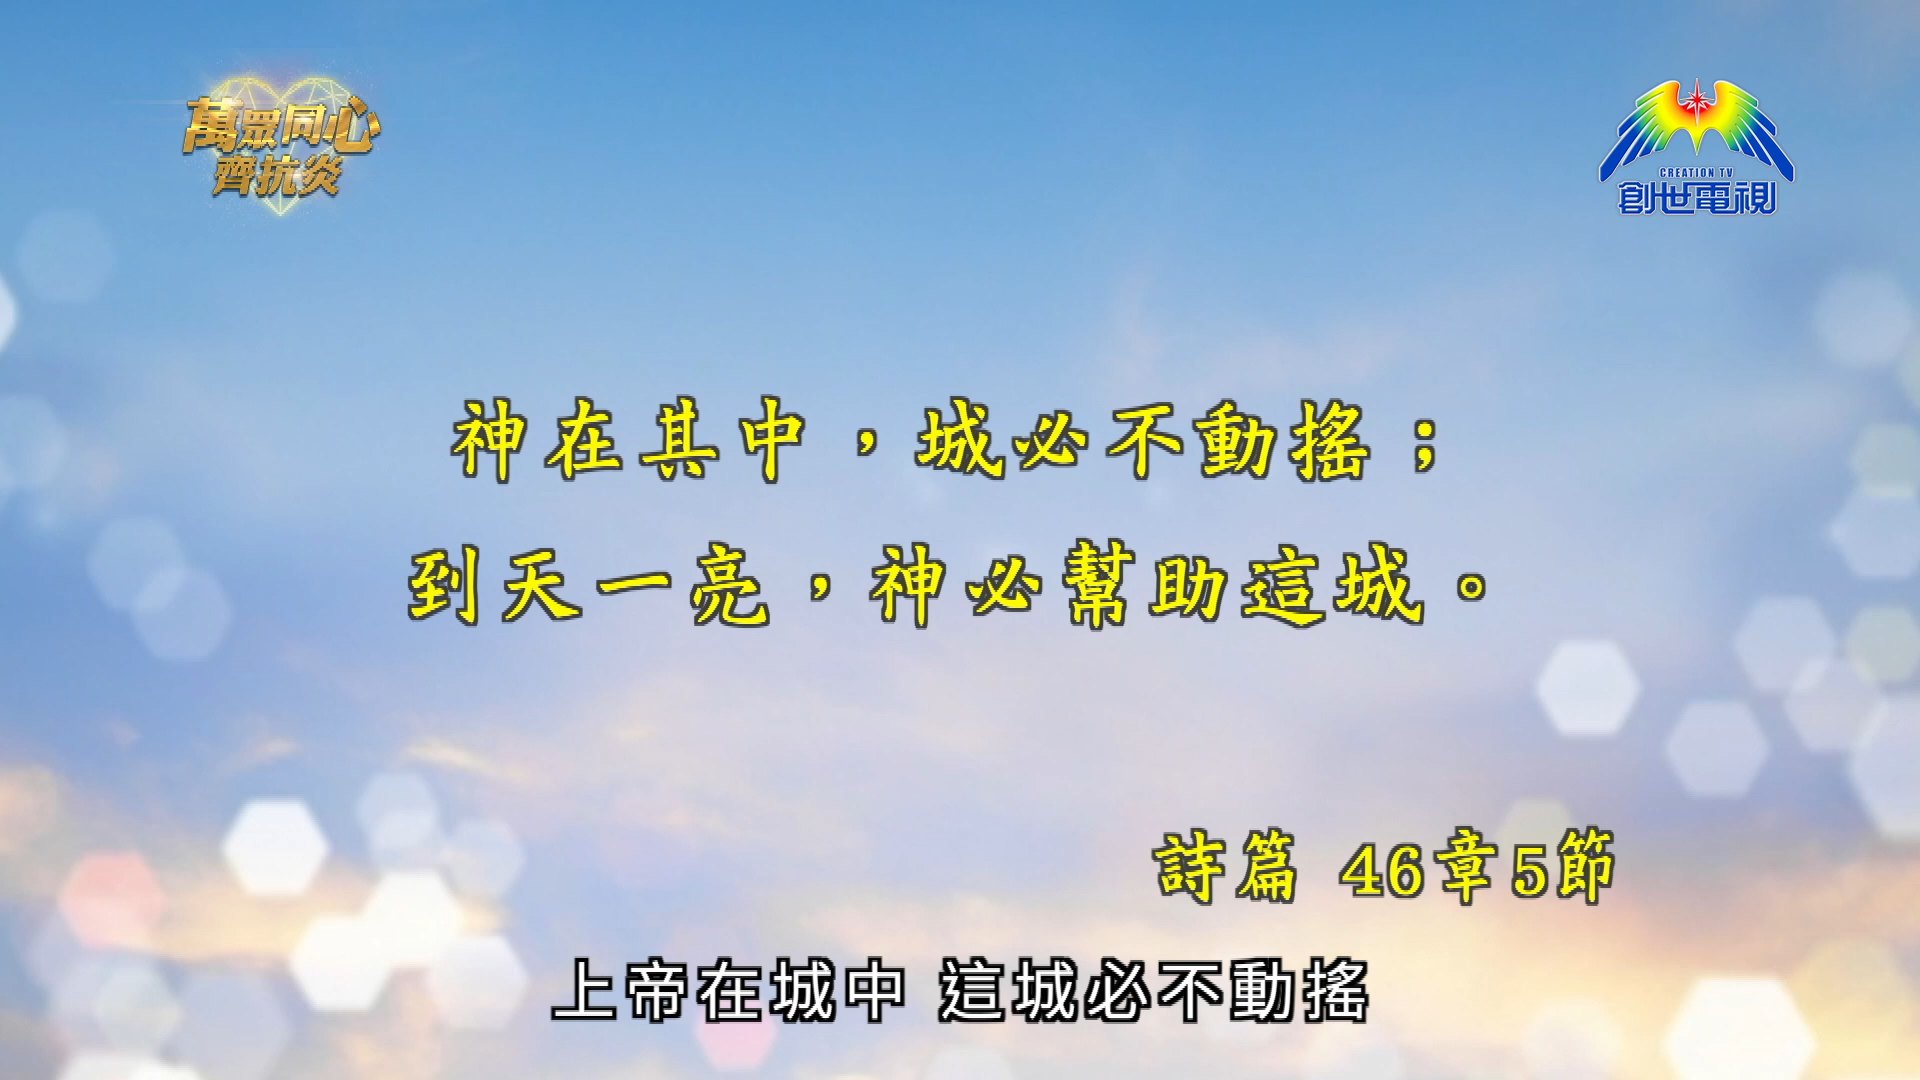 萬眾同心
齊抗炎
CREATION TV
創世電視
神在其中，城必不動搖；
到天一亮，神必幫助這城。
詩篇 46章5節
上帝在城中 這城必不動搖